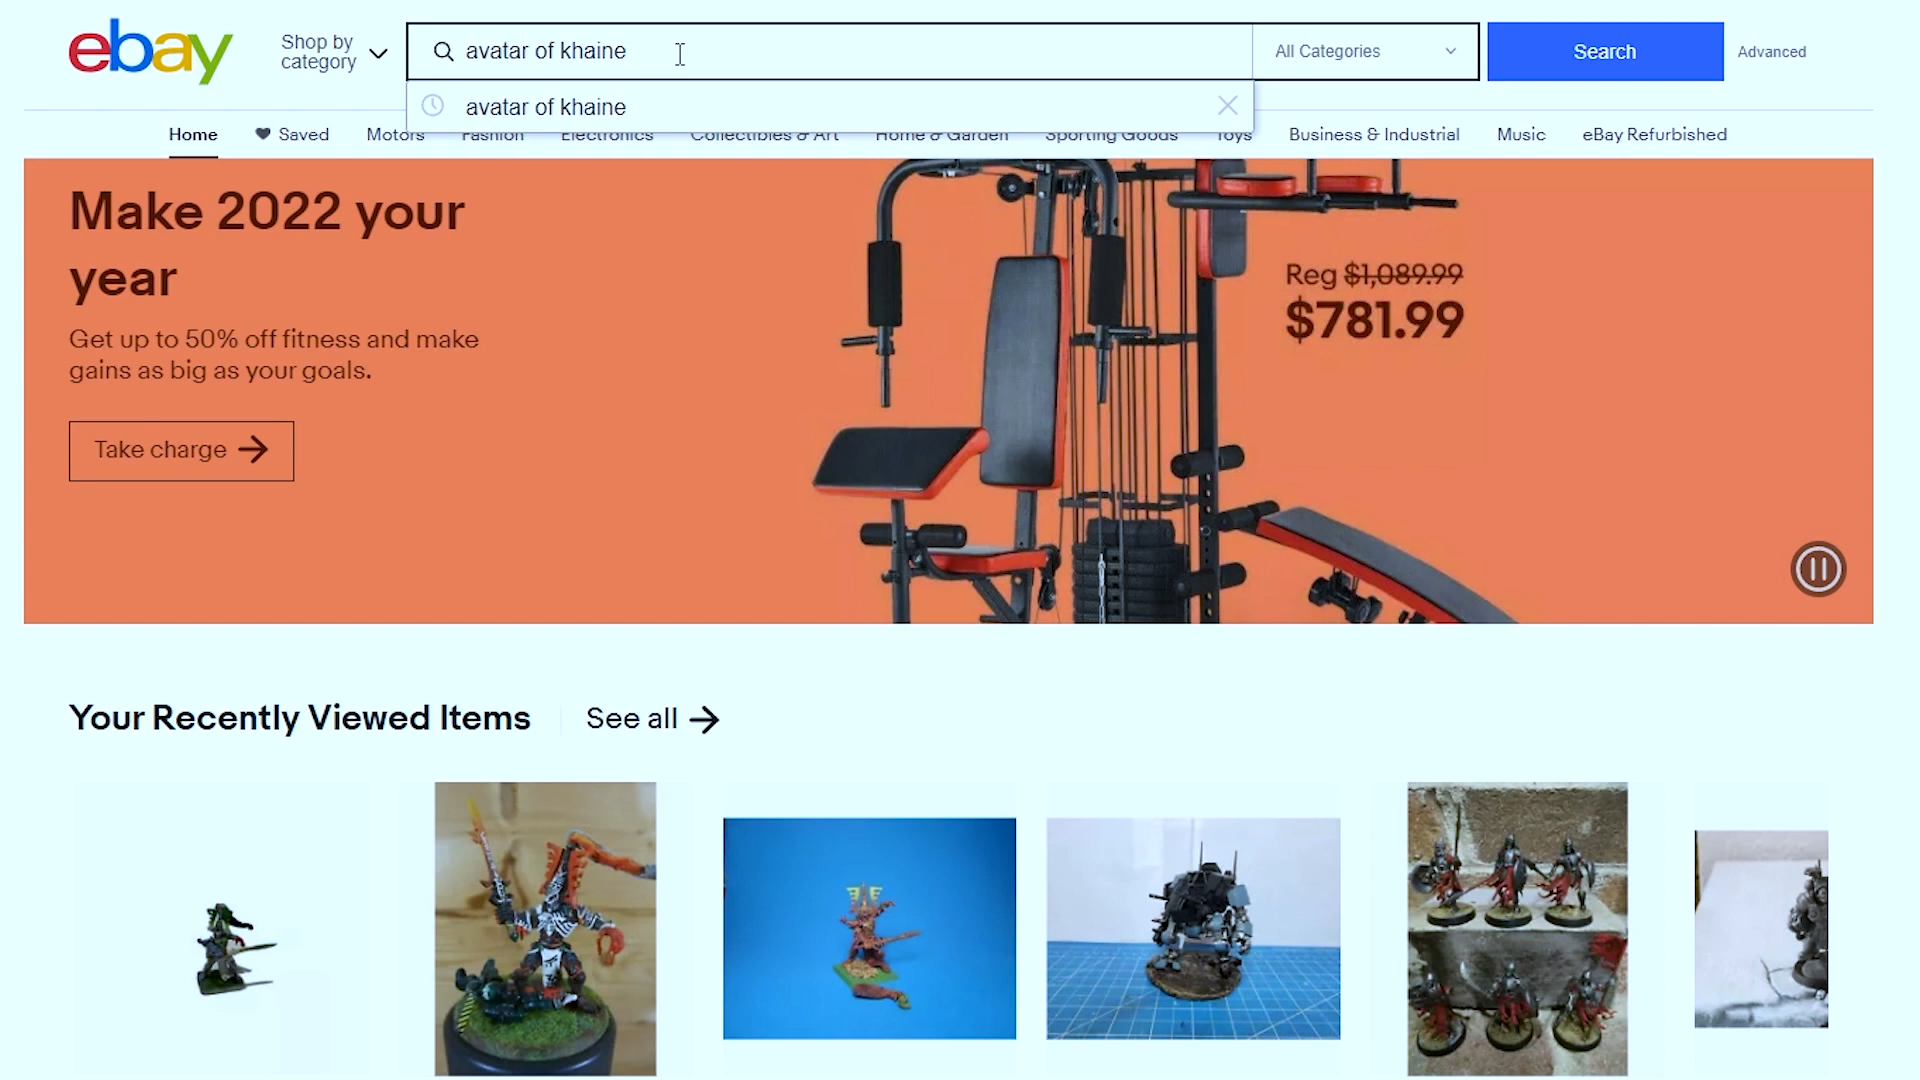 ebay
Shop by
category
avatar of khaine
All Categories
Search
Advanced
avatar of khaine
Home
Saved
Motors
Fashion
Electronics
Collectibles & Art
Home & Garden
Sporting Goods
Toys
Business & Industrial
Music
eBay Refurbished
Make 2022 your
year
Get up to 50% off fitness and make
gains as big as your goals.
Take charge
Reg $1,089.99
$781.99
Your Recently Viewed Items
See all